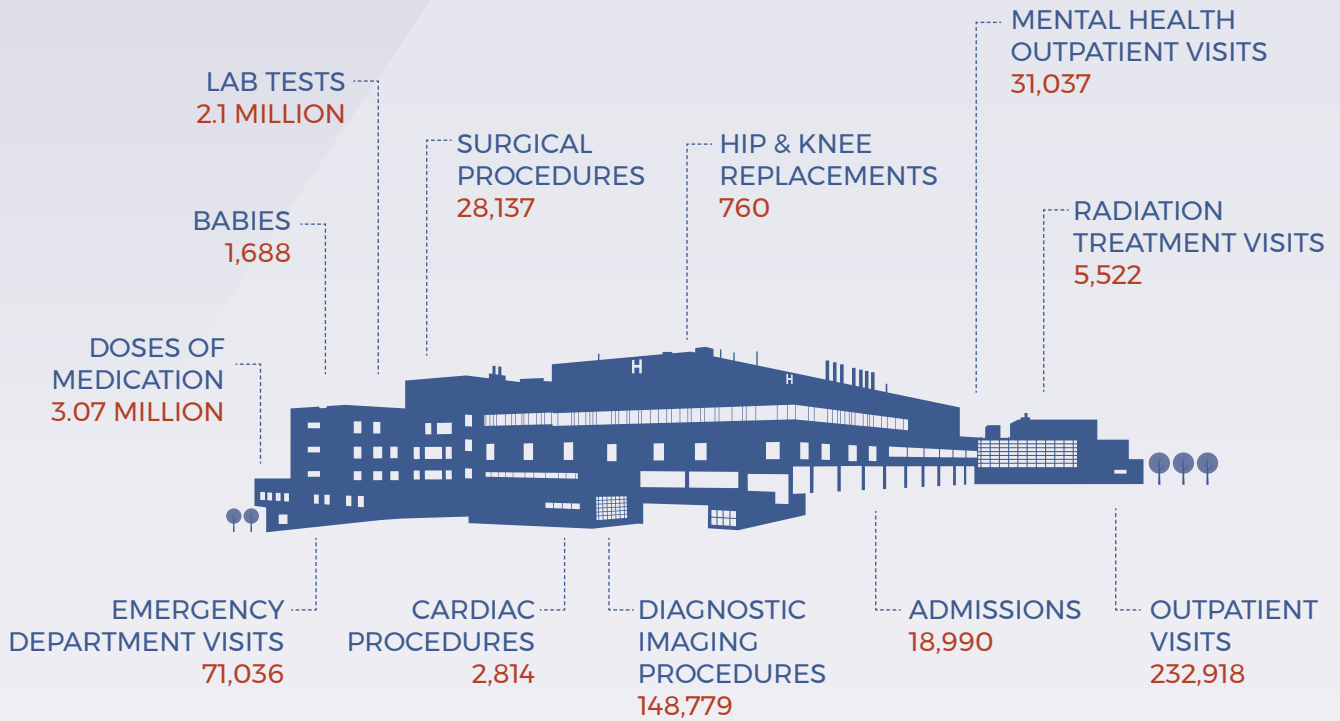 MENTAL HEALTH
OUTPATIENT VISITS
31,037
LAB TESTS
2.1 MILLION
SURGICAL
PROCEDURES
28,137
HIP & KNEE
REPLACEMENTS
760
BABIES
1,688
RADIATION
TREATMENT VISITS
5,522
DOSES OF
MEDICATION
3.07 MILLION
H
H
EMERGENCY
DEPARTMENT VISITS
71,036
CARDIAC
PROCEDURES
2,814
DIAGNOSTIC
IMAGING
PROCEDURES
148,779
ADMISSIONS
18,990
OUTPATIENT
VISITS
232,918